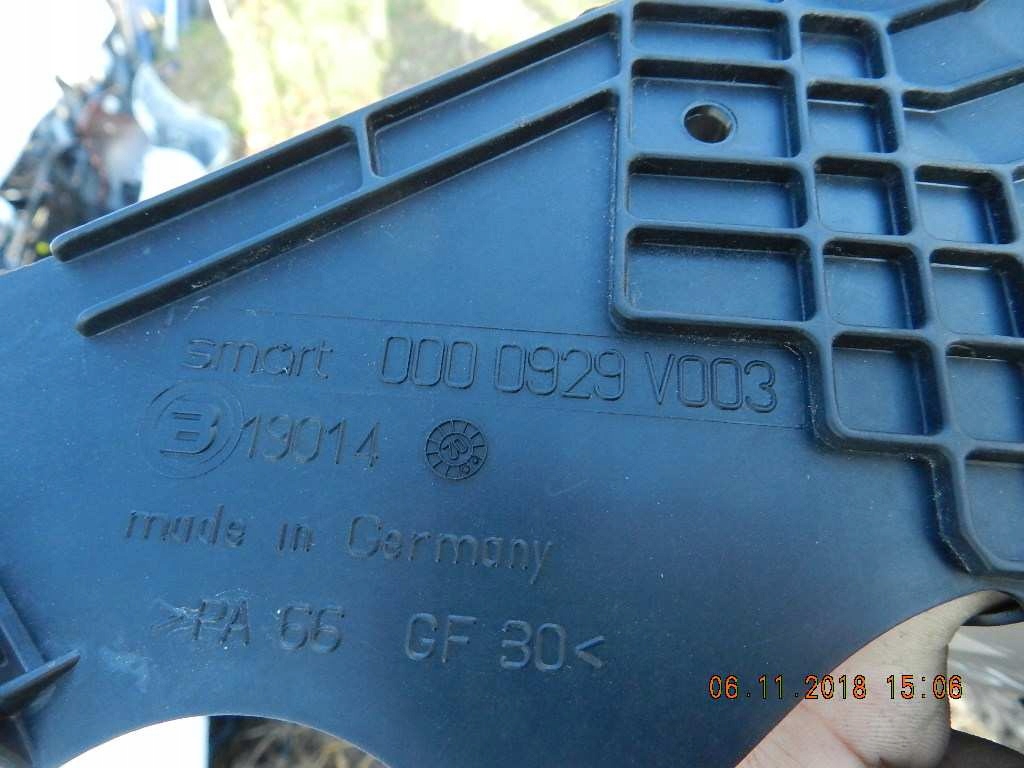 smart 000 0929 V003
B 19014
made in Germany
>PA 66 GF 30<
06.11.2018 15:06